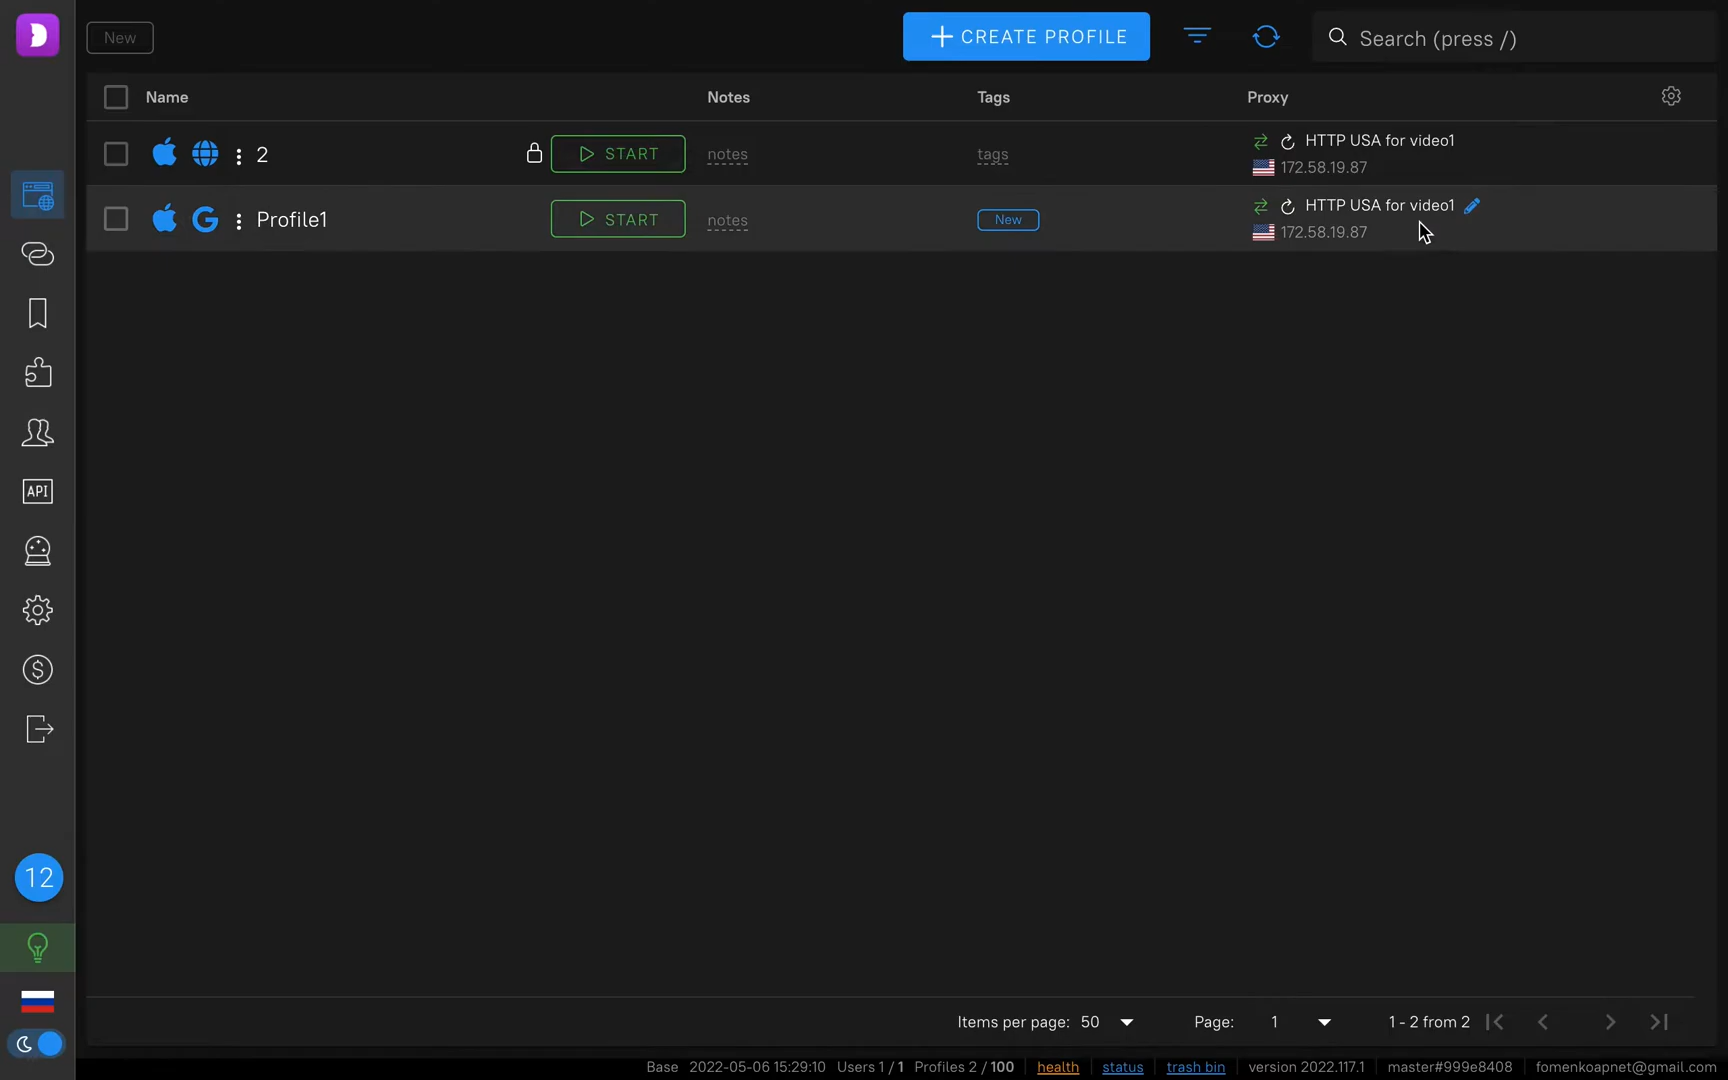 New
CREATE PROFILE
Search (press /)
Name Notes Tags Proxy
2 START notes tags HTTP USA for video1
172.58.19.87
Profile1 START notes New HTTP USA for video1
172.58.19.87
API
12
Items per page: 50 Page: 1 1 - 2 from 2
Base 2022-05-06 15:29:10 Users 1 / 1 Profiles 2 / 100 health status trash bin version 2022.117.1 master#999e8408 fomenkoapnet@gmail.com